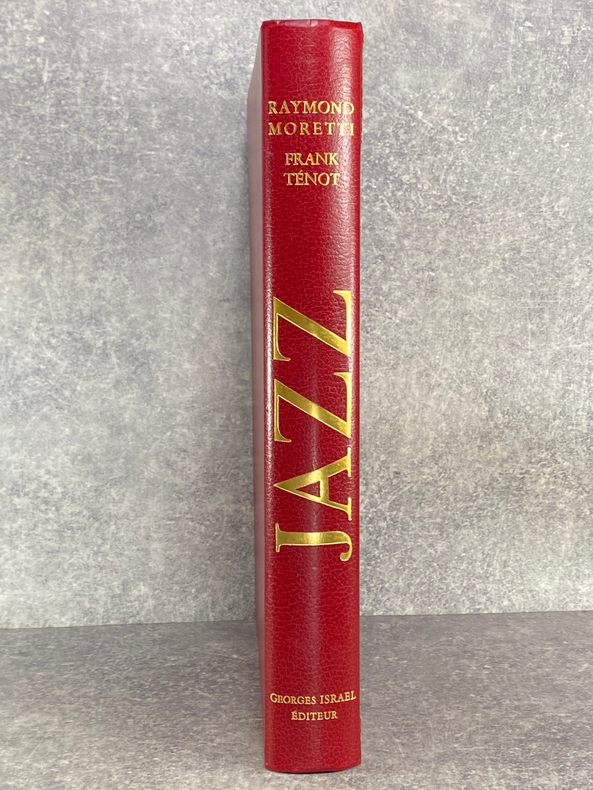 RAYMOND
MORETTI
FRANK
TÉNOT
JAZZ
GEORGES ISRAEL
ÉDITEUR